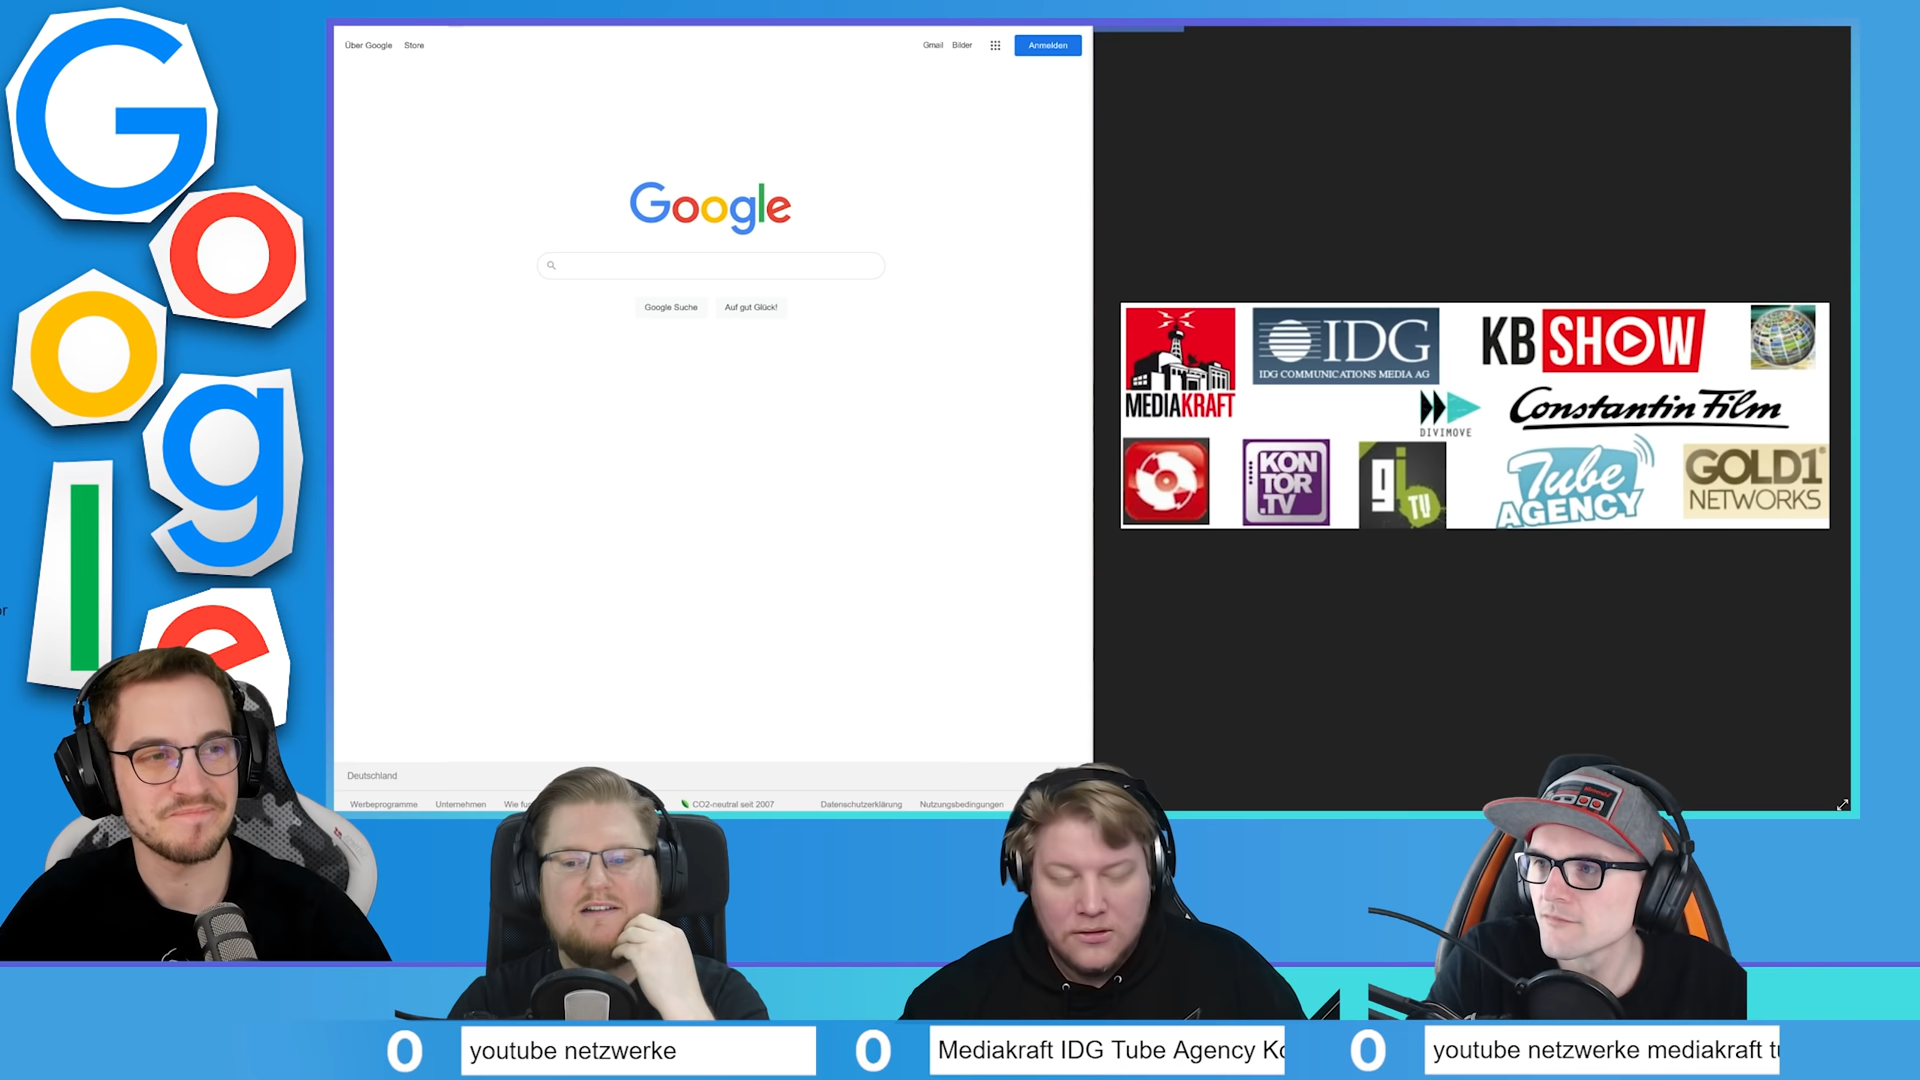 Google
Über Google Store
Gmail Bilder
Anmelden
Google
Google Suche
Auf gut Glück!
Deutschland
Werbeprogramme Unternehmen
CO2-neutral seit 2007
Datenschutzerklärung Nutzungsbedingungen
MEDIAKRAFT
IDG
IDG COMMUNICATIONS MEDIA AG
KB SHOW
DIVIMOVE
Constantin Film
KON
TOR
.TV
gi
TV
Tube
AGENCY
GOLD1
NETWORKS
0
youtube netzwerke
0
Mediakraft IDG Tube Agency
0
youtube netzwerke mediakraft